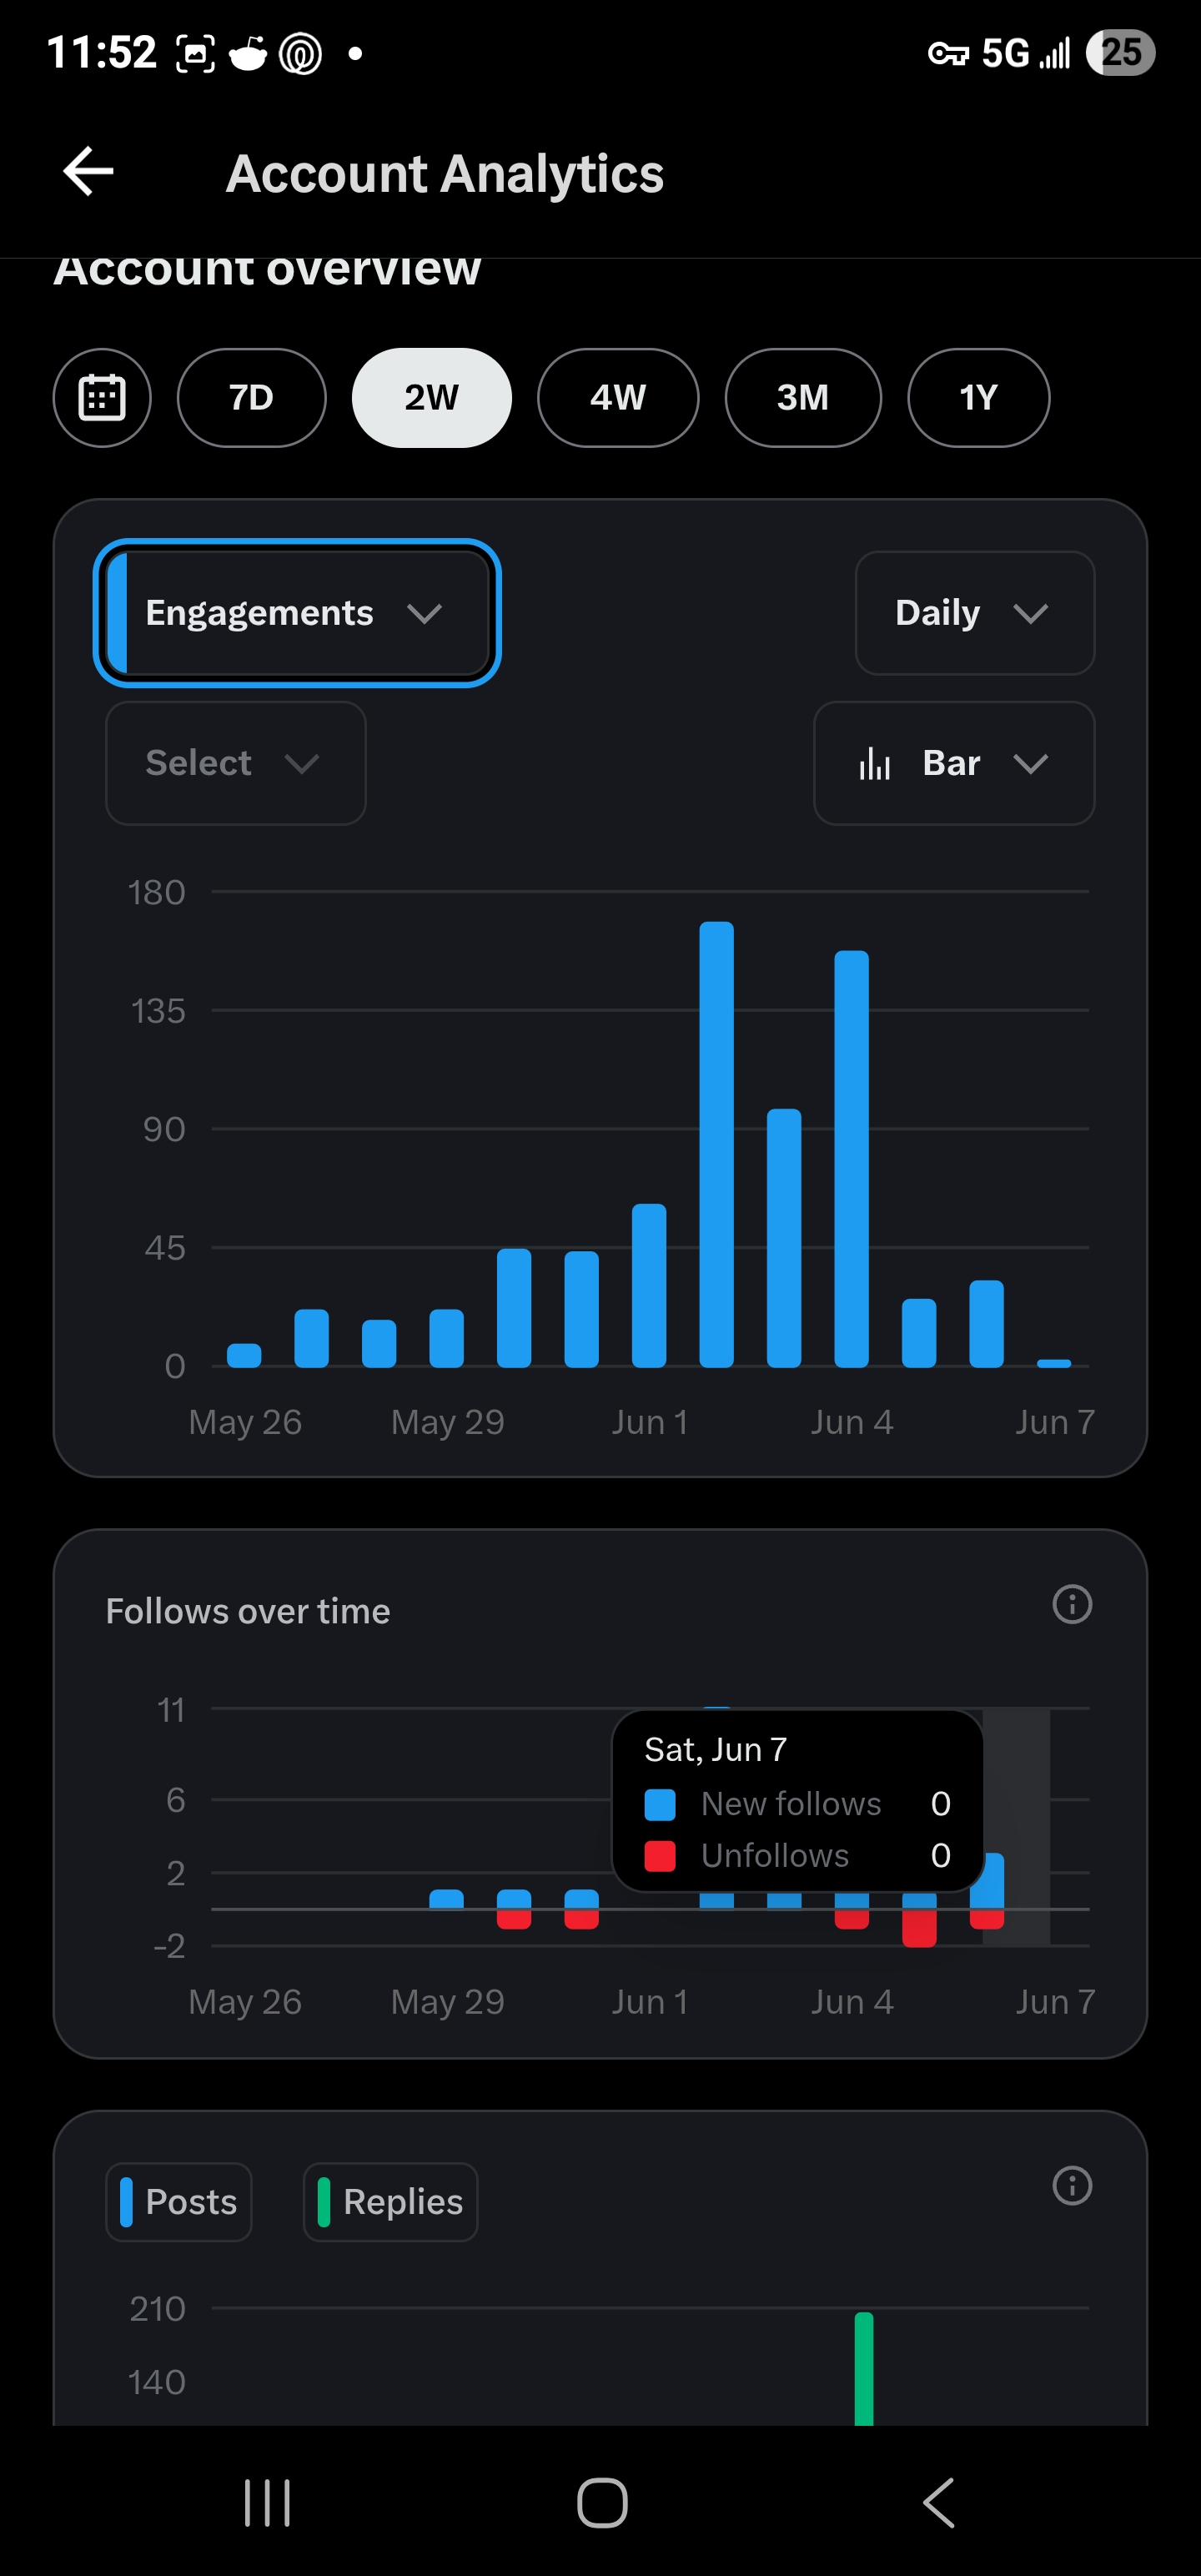 11:52
5G
25
Account Analytics
Account overview
7D 2W 4W 3M 1Y
Engagements
Daily
Select
Bar
180
135
90
45
0
May 26 May 29 Jun 1 Jun 4 Jun 7
Follows over time
11
6
2
-2
Sat, Jun 7
New follows 0
Unfollows 0
May 26 May 29 Jun 1 Jun 4 Jun 7
Posts Replies
210
140